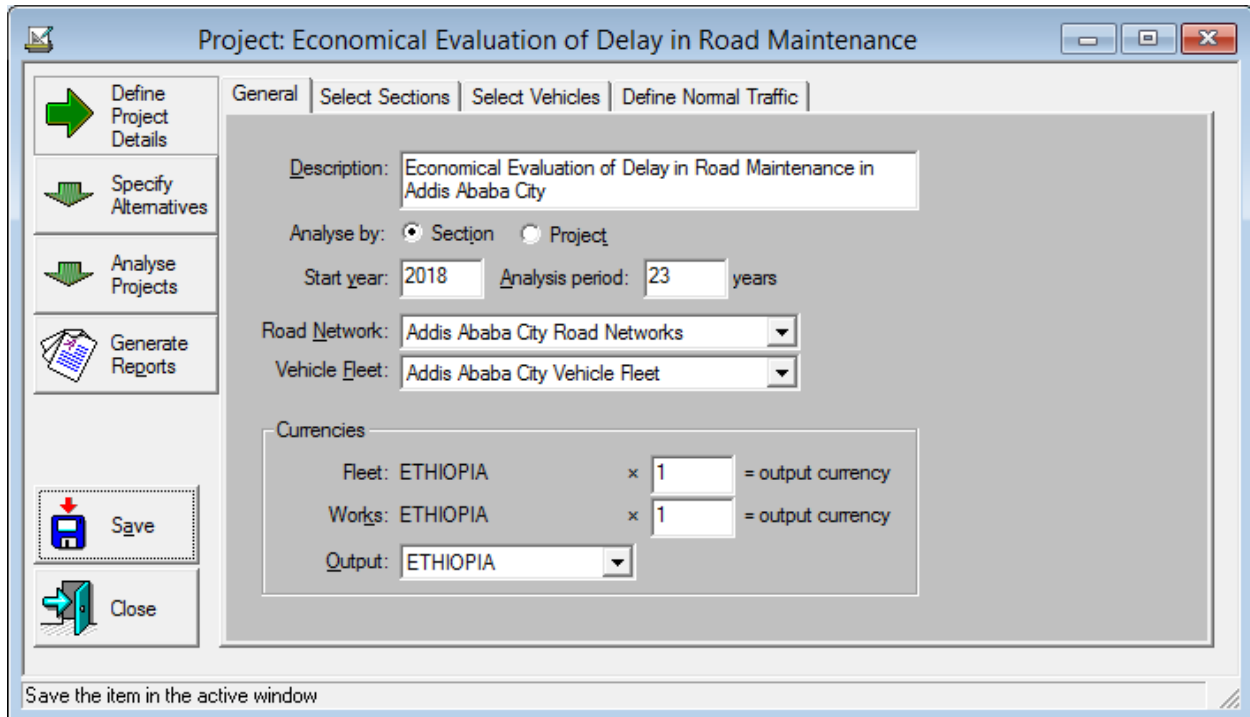 Project: Economical Evaluation of Delay in Road Maintenance
Define
Project
Details
Specify
Alternatives
Analyse
Projects
Generate
Reports
Save
Close
General Select Sections Select Vehicles Define Normal Traffic
Description: Economical Evaluation of Delay in Road Maintenance in
Addis Ababa City
Analyse by: Section Project
Start year: 2018 Analysis period: 23 years
Road Network: Addis Ababa City Road Networks
Vehicle Fleet: Addis Ababa City Vehicle Fleet
Currencies
Fleet: ETHIOPIA × 1 = output currency
Works: ETHIOPIA × 1 = output currency
Output: ETHIOPIA
Save the item in the active window